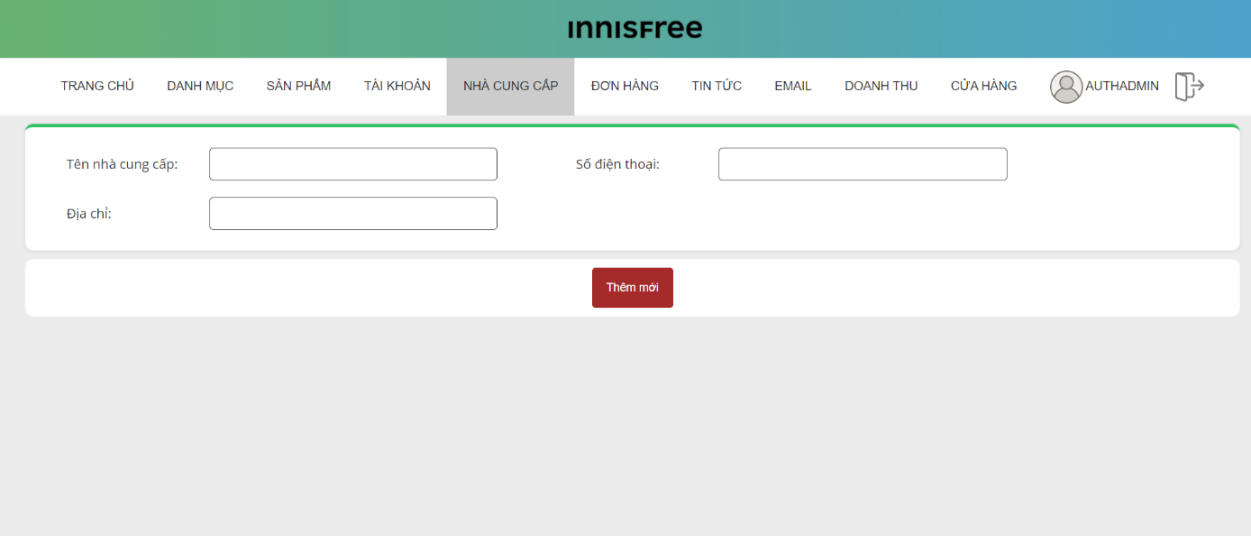 INNISFree
TRANG CHỦ DANH MỤC SẢN PHẨM TÀI KHOẢN NHÀ CUNG CẤP ĐƠN HÀNG TIN TỨC EMAIL DOANH THU CỬA HÀNG AUTHADMIN
Tên nhà cung cấp: Số điện thoại:
Địa chỉ:
Thêm mới